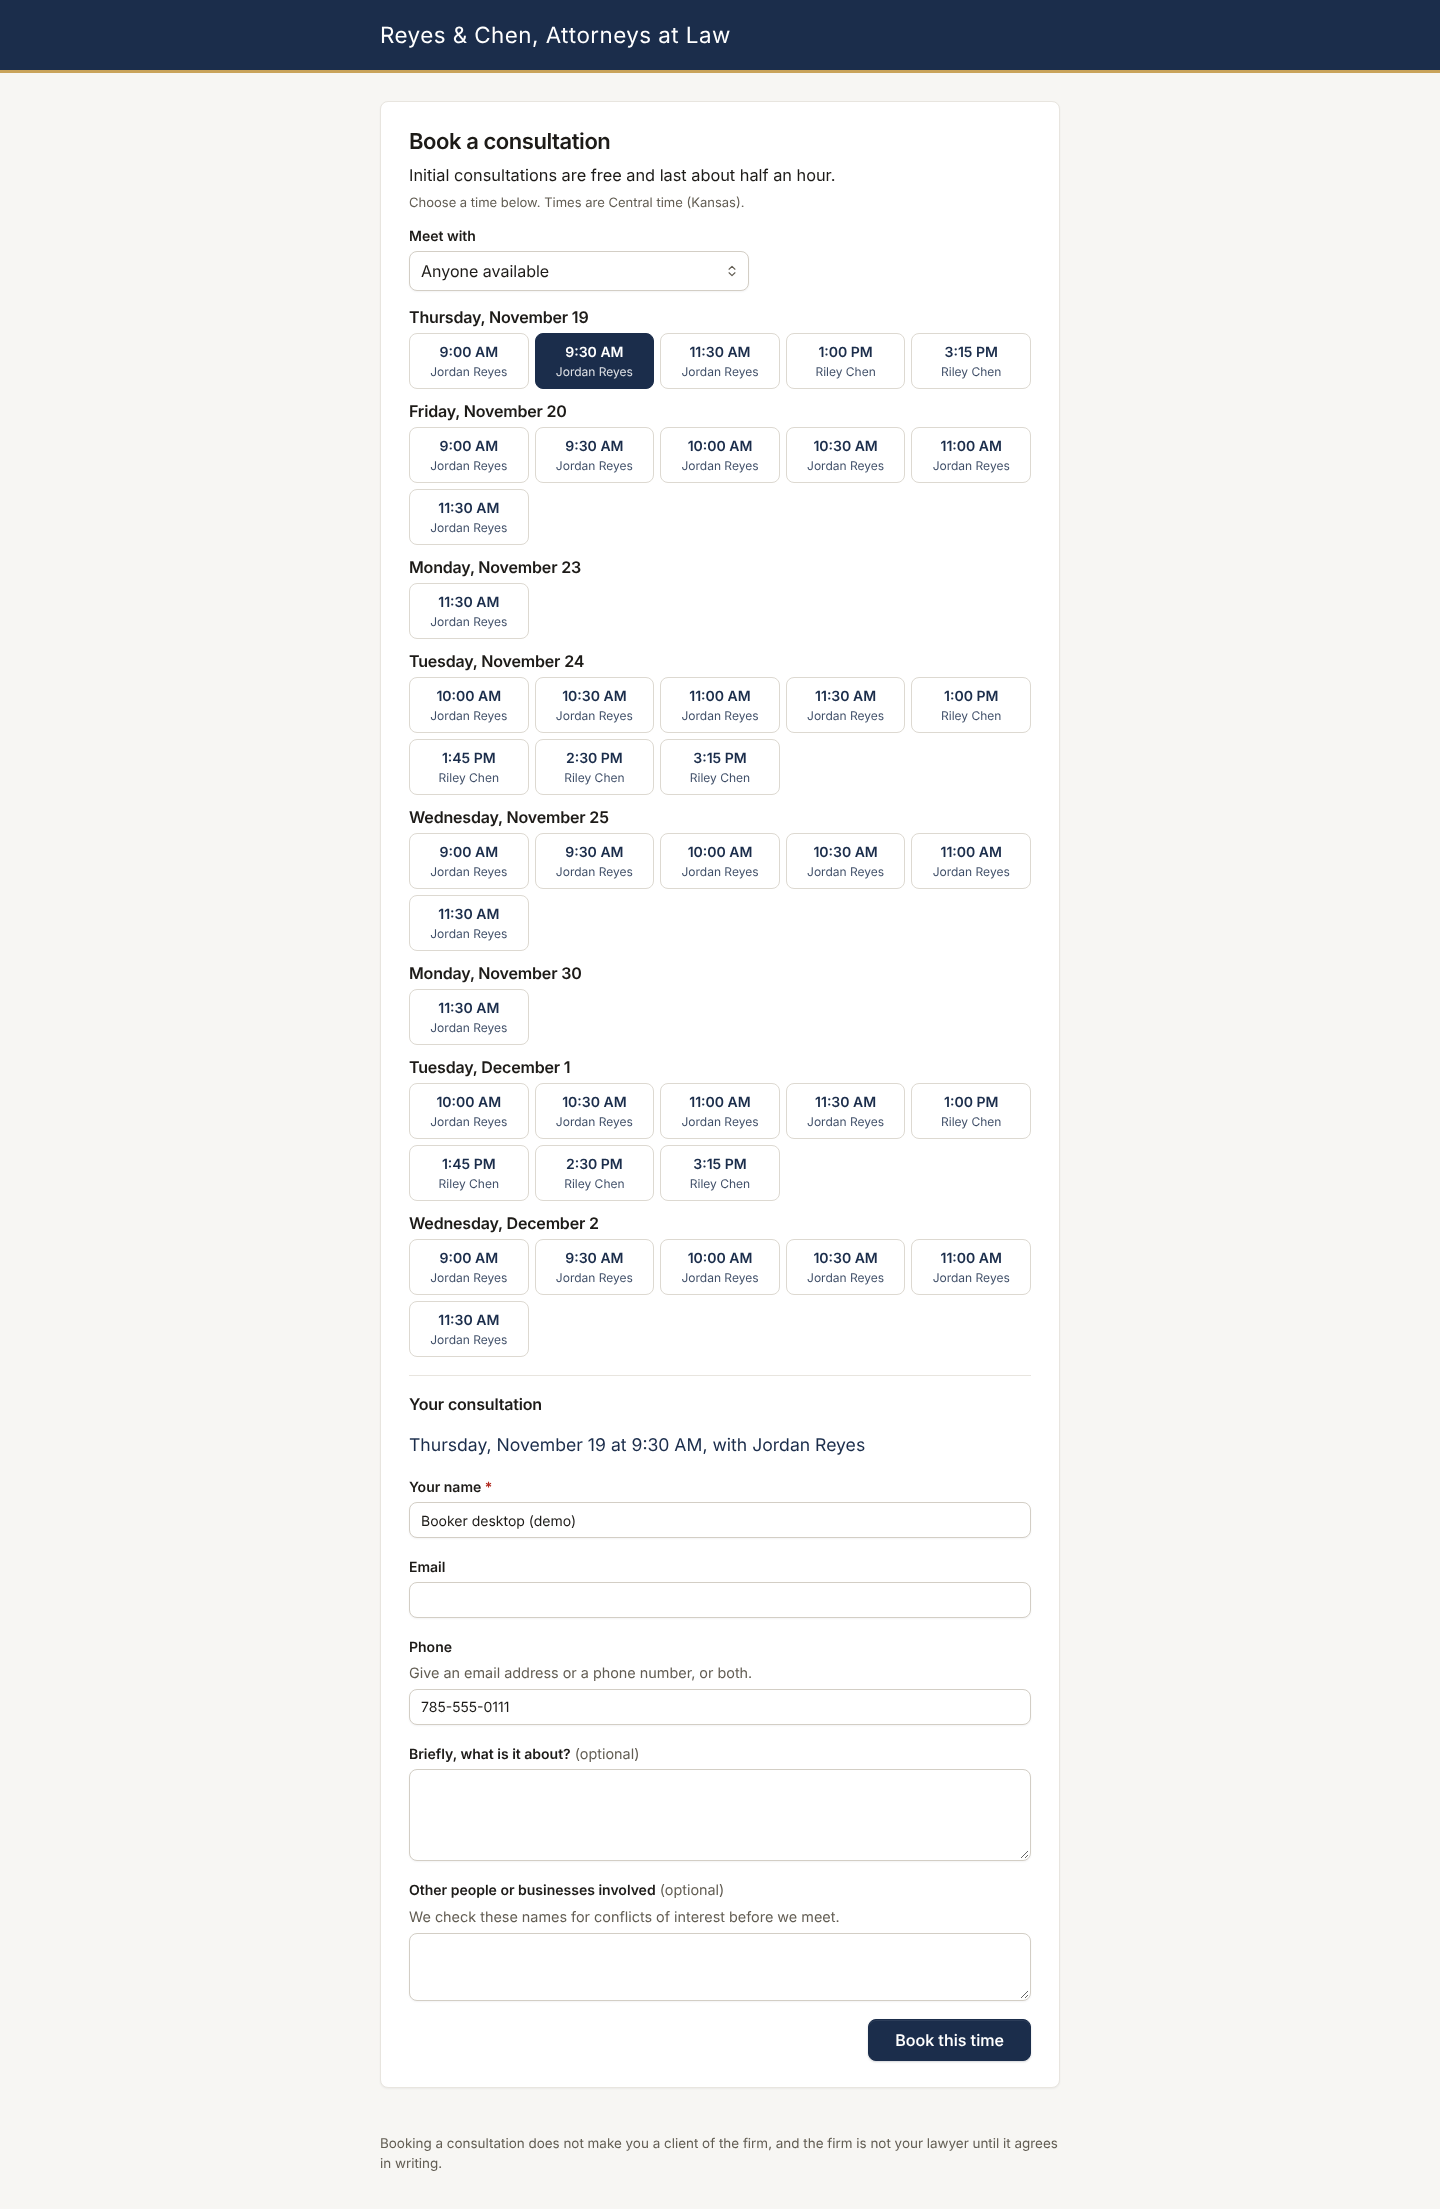 Reyes & Chen, Attorneys at Law
Book a consultation
Initial consultations are free and last about half an hour.
Choose a time below. Times are Central time (Kansas).
Meet with
Anyone available
Thursday, November 19
9:00 AM 9:30 AM 11:30 AM 1:00 PM 3:15 PM
Jordan Reyes Jordan Reyes Jordan Reyes Riley Chen Riley Chen
Friday, November 20
9:00 AM 9:30 AM 10:00 AM 10:30 AM 11:00 AM
Jordan Reyes Jordan Reyes Jordan Reyes Jordan Reyes Jordan Reyes
11:30 AM
Jordan Reyes
Monday, November 23
11:30 AM
Jordan Reyes
Tuesday, November 24
10:00 AM 10:30 AM 11:00 AM 11:30 AM 1:00 PM
Jordan Reyes Jordan Reyes Jordan Reyes Jordan Reyes Riley Chen
1:45 PM 2:30 PM 3:15 PM
Riley Chen Riley Chen Riley Chen
Wednesday, November 25
9:00 AM 9:30 AM 10:00 AM 10:30 AM 11:00 AM
Jordan Reyes Jordan Reyes Jordan Reyes Jordan Reyes Jordan Reyes
11:30 AM
Jordan Reyes
Monday, November 30
11:30 AM
Jordan Reyes
Tuesday, December 1
10:00 AM 10:30 AM 11:00 AM 11:30 AM 1:00 PM
Jordan Reyes Jordan Reyes Jordan Reyes Jordan Reyes Riley Chen
1:45 PM 2:30 PM 3:15 PM
Riley Chen Riley Chen Riley Chen
Wednesday, December 2
9:00 AM 9:30 AM 10:00 AM 10:30 AM 11:00 AM
Jordan Reyes Jordan Reyes Jordan Reyes Jordan Reyes Jordan Reyes
11:30 AM
Jordan Reyes
Your consultation
Thursday, November 19 at 9:30 AM, with Jordan Reyes
Your name *
Booker desktop (demo)
Email
Phone
Give an email address or a phone number, or both.
785-555-0111
Briefly, what is it about? (optional)
Other people or businesses involved (optional)
We check these names for conflicts of interest before we meet.
Book this time
Booking a consultation does not make you a client of the firm, and the firm is not your lawyer until it agrees
in writing.